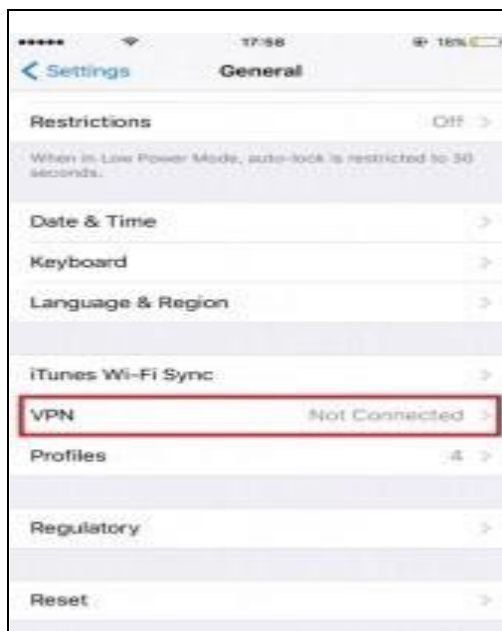 17:58 18%
Settings General
Restrictions Off
When in Low Power Mode, auto-lock is restricted to 30
seconds.
Date & Time
Keyboard
Language & Region
iTunes Wi-Fi Sync
VPN Not Connected
Profiles 4
Regulatory
Reset